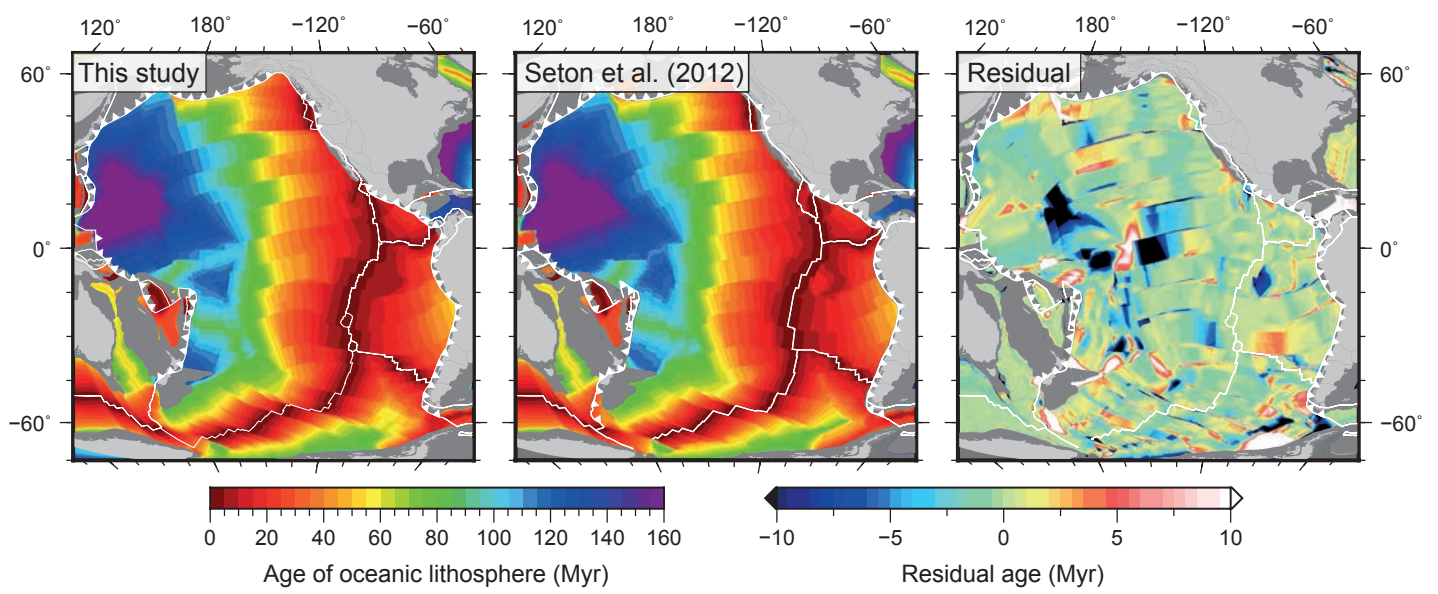 120˚ 180˚ −120˚ −60˚ 120˚ 180˚ −120˚ −60˚ 120˚ 180˚ −120˚ −60˚
This study Seton et al. (2012) Residual
60˚ 60˚
0˚ 0˚ 0˚
−60˚ −60˚ −60˚
0 20 40 60 80 100 120 140 160 −10 −5 0 5 10
Age of oceanic lithosphere (Myr) Residual age (Myr)